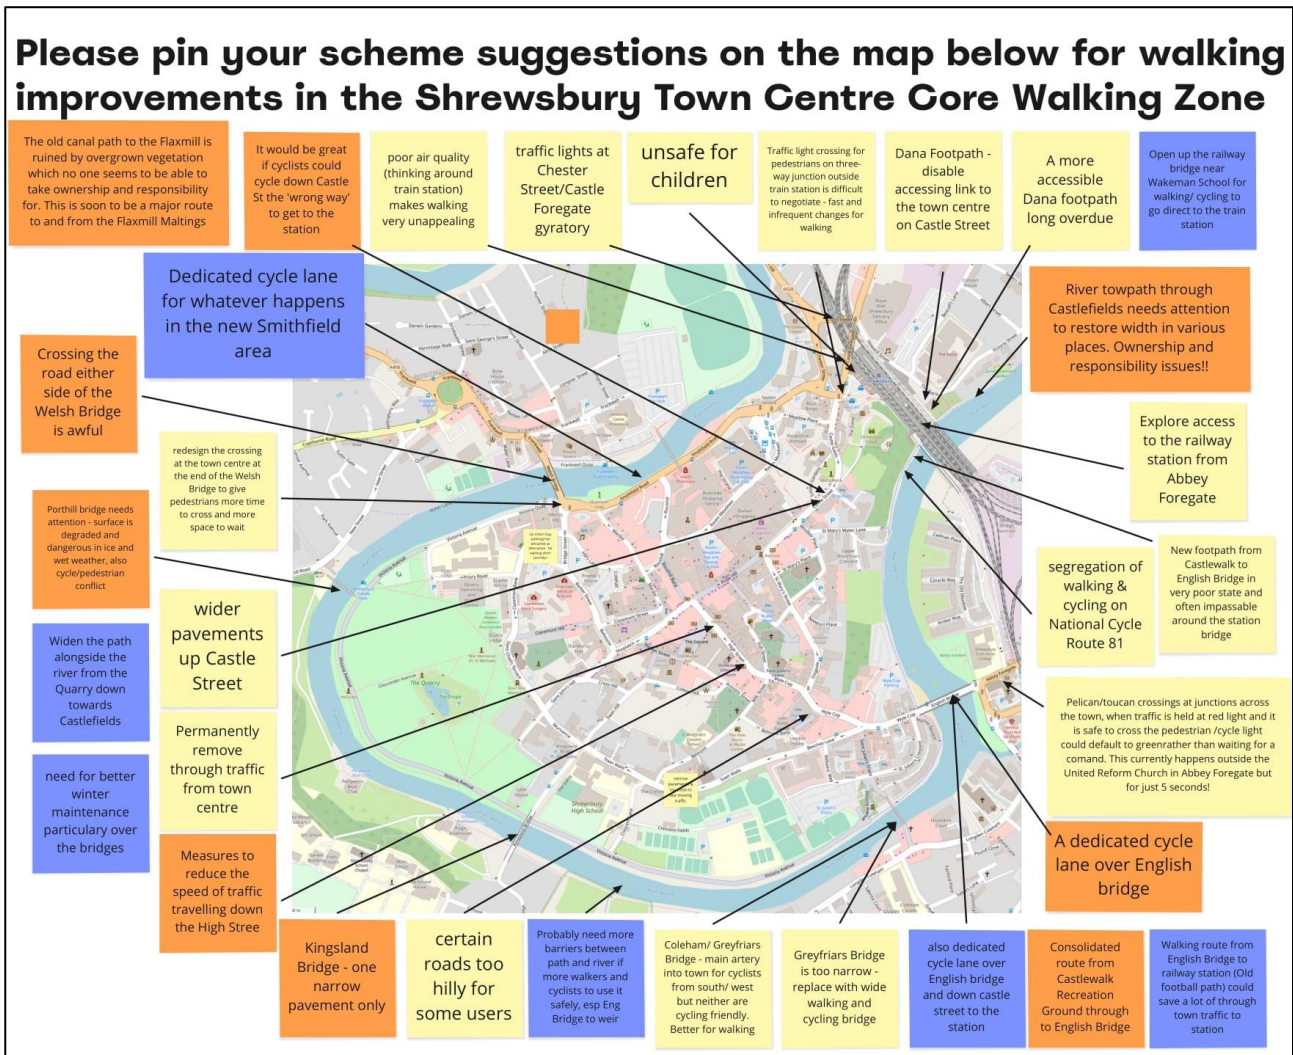 Please pin your scheme suggestions on the map below for walking
improvements in the Shrewsbury Town Centre Core Walking Zone
The old canal path to the Flaxmill is
ruined by overgrown vegetation
which no one seems to be able to
take ownership and responsibility
for. This is soon to be a major route
to and from the Flaxmill Maltings
It would be great
if cyclists could
cycle down Castle
St the 'wrong way'
to get to the
station
poor air quality
(thinking around
train station)
makes walking
very unappealing
traffic lights at
Chester
Street/Castle
Foregate
gyratory
unsafe for
children
Traffic light crossing for
pedestrians on three-
way junction outside
train station is difficult
to negotiate - fast and
infrequent changes for
walking
Dana Footpath -
disable
accessing link to
the town centre
on Castle Street
A more
accessible
Dana footpath
long overdue
Open up the railway
bridge near
Wakeman School for
walking/ cycling to
go direct to the train
station
Dedicated cycle lane
for whatever happens
in the new Smithfield
area
River towpath through
Castlefields needs attention
to restore width in various
places. Ownership and
responsibility issues!!
Crossing the
road either
side of the
Welsh Bridge
is awful
Explore access
to the railway
station from
Abbey
Foregate
redesign the crossing
at the town centre at
the end of the Welsh
Bridge to give
pedestrians more time
to cross and more
space to wait
Porthill bridge needs
attention - surface is
degraded and
dangerous in ice and
wet weather, also
cycle/pedestrian
conflict
segregation of
walking &
cycling on
National Cycle
Route 81
New footpath from
Castlewalk to
English Bridge in
very poor state and
often impassable
around the station
bridge
wider
pavements
up Castle
Street
Widen the path
alongside the
river from the
Quarry down
towards
Castlefields
Pelican/toucan crossings at junctions across
the town, when traffic is held at red light and it
is safe to cross the pedestrian /cycle light
could default to greenrather than waiting for a
comand. This currently happens outside the
United Reform Church in Abbey Foregate but
for just 5 seconds!
Permanently
remove
through traffic
from town
centre
need for better
winter
maintenance
particulary over
the bridges
A dedicated cycle
lane over English
bridge
Measures to
reduce the
speed of traffic
travelling down
the High Stree
Kingsland
Bridge - one
narrow
pavement only
certain
roads too
hilly for
some users
Probably need more
barriers between
path and river if
more walkers and
cyclists to use it
safely, esp Eng
Bridge to weir
Coleham/ Greyfriars
Bridge - main artery
into town for cyclists
from south/ west
but neither are
cycling friendly.
Better for walking
Greyfriars Bridge
is too narrow -
replace with wide
walking and
cycling bridge
also dedicated
cycle lane over
English bridge
and down castle
street to the
station
Consolidated
route from
Castlewalk
Recreation
Ground through
to English Bridge
Walking route from
English Bridge to
railway station (Old
football path) could
save a lot of through
town traffic to
station
The Quarry
Shrewsbury
High School
Victoria Avenue
Frankwell Quay
The Square
Wyle Cop
Town Walls